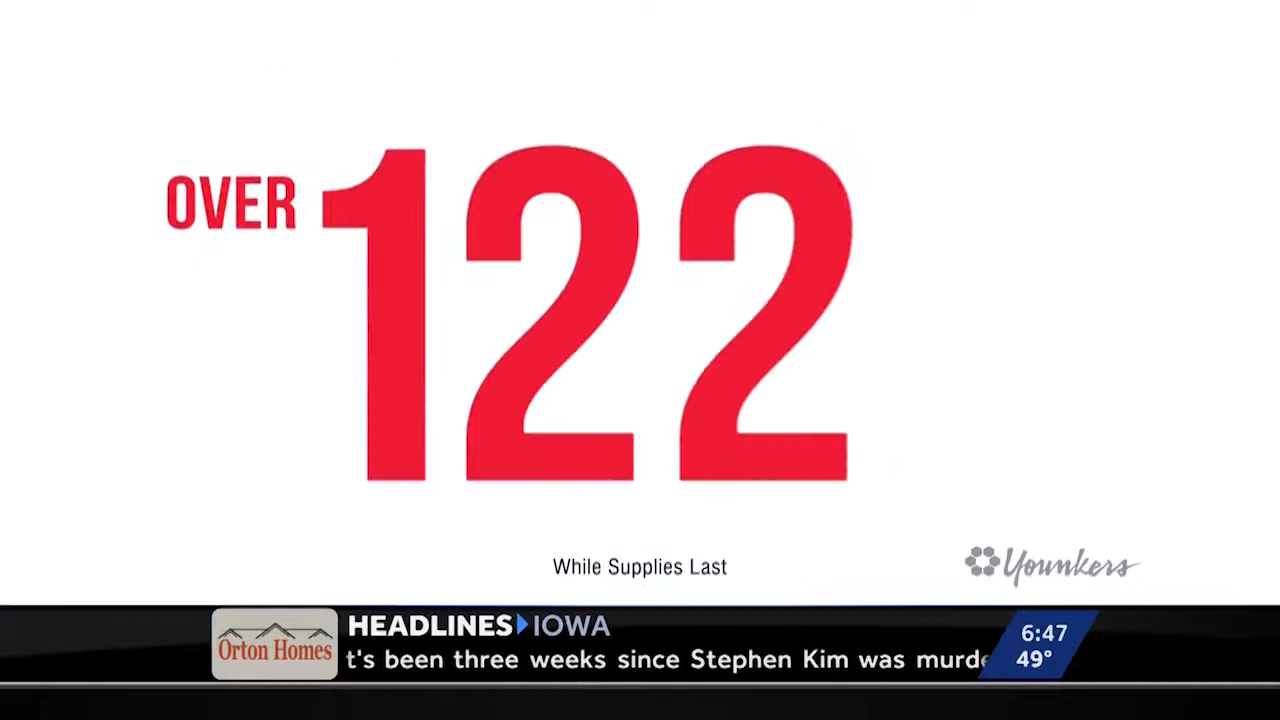 OVER 122
While Supplies Last
Younkers
Orton Homes
HEADLINES IOWA
t's been three weeks since Stephen Kim was murde
6:47
49°